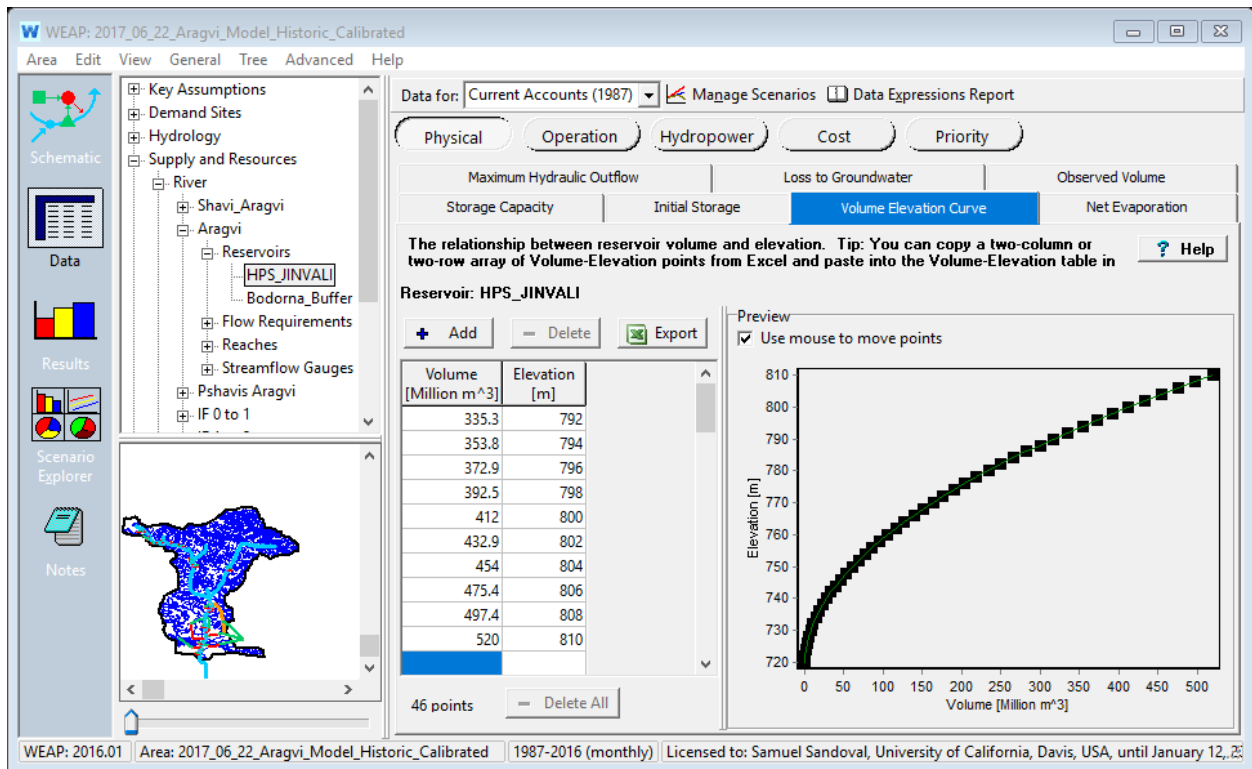 WEAP: 2017_06_22_Aragvi_Model_Historic_Calibrated
Area Edit View General Tree Advanced Help
Schematic
Data
Results
Scenario
Explorer
Notes
Key Assumptions
Demand Sites
Hydrology
Supply and Resources
River
Shavi_Aragvi
Aragvi
Reservoirs
HPS_JINVALI
Bodorna_Buffer
Flow Requirements
Reaches
Streamflow Gauges
Pshavis Aragvi
IF 0 to 1
Data for: Current Accounts (1987) Manage Scenarios Data Expressions Report
Physical Operation Hydropower Cost Priority
Maximum Hydraulic Outflow Loss to Groundwater Observed Volume
Storage Capacity Initial Storage Volume Elevation Curve Net Evaporation
The relationship between reservoir volume and elevation. Tip: You can copy a two-column or
two-row array of Volume-Elevation points from Excel and paste into the Volume-Elevation table in
? Help
Reservoir: HPS_JINVALI
+ Add - Delete Export
Volume Elevation
[Million m^3] [m]
335.3 792
353.8 794
372.9 796
392.5 798
412 800
432.9 802
454 804
475.4 806
497.4 808
520 810
46 points - Delete All
Preview
Use mouse to move points
810
800
790
780
770
760
750
740
730
720
Elevation [m]
0 50 100 150 200 250 300 350 400 450 500
Volume [Million m^3]
WEAP: 2016.01 Area: 2017_06_22_Aragvi_Model_Historic_Calibrated 1987-2016 (monthly) Licensed to: Samuel Sandoval, University of California, Davis, USA, until January 12,